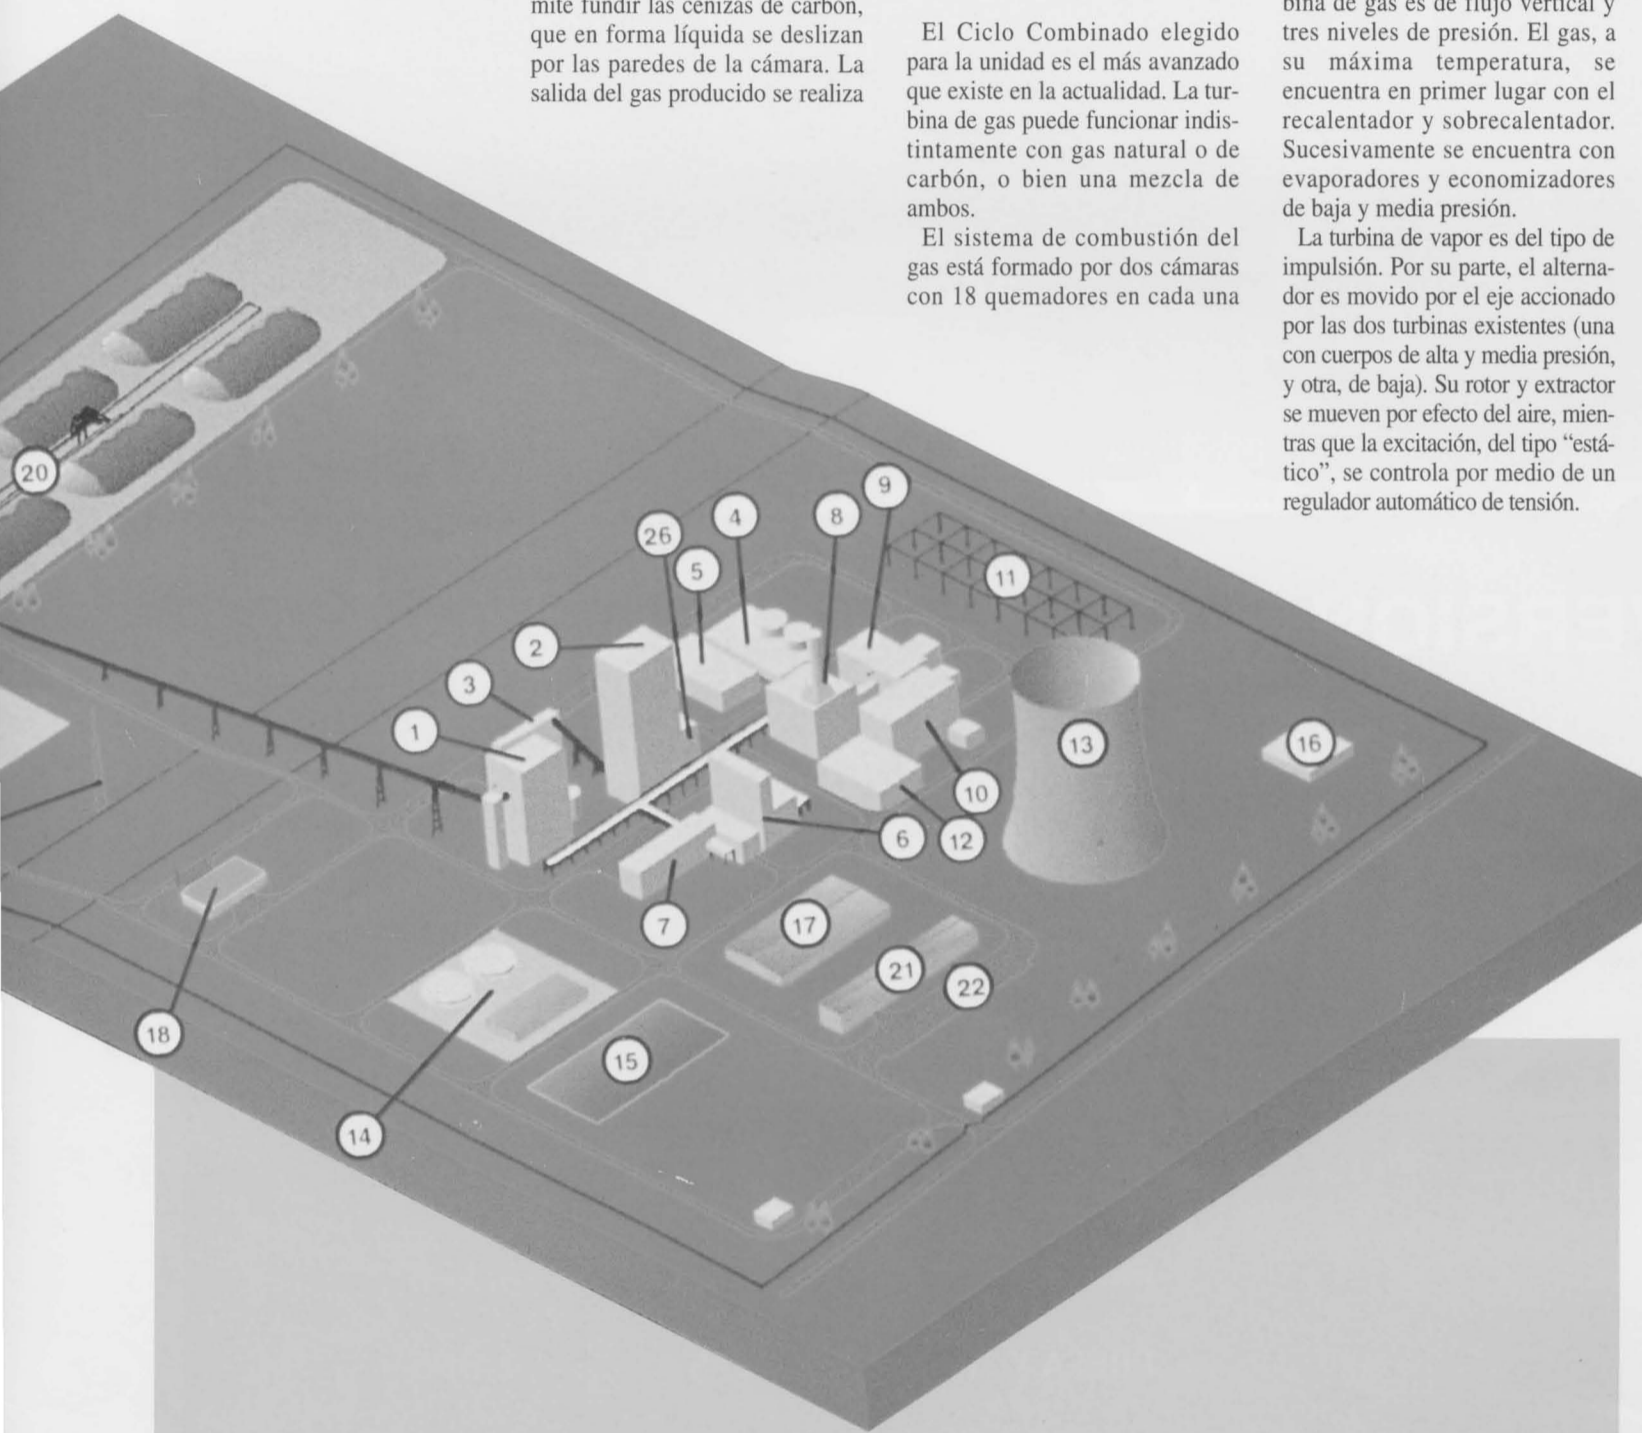 mite fundir las cenizas de carbón,
que en forma líquida se deslizan
por las paredes de la cámara. La
salida del gas producido se realiza
El Ciclo Combinado elegido
para la unidad es el más avanzado
que existe en la actualidad. La tur-
bina de gas puede funcionar indis-
tintamente con gas natural o de
carbón, o bien una mezcla de
ambos.
El sistema de combustión del
gas está formado por dos cámaras
con 18 quemadores en cada una
bina de gas es de flujo vertical y
tres niveles de presión. El gas, a
su máxima temperatura, se
encuentra en primer lugar con el
recalentador y sobrecalentador.
Sucesivamente se encuentra con
evaporadores y economizadores
de baja y media presión.
La turbina de vapor es del tipo de
impulsión. Por su parte, el alterna-
dor es movido por el eje accionado
por las dos turbinas existentes (una
con cuerpos de alta y media presión,
y otra, de baja). Su rotor y extractor
se mueven por efecto del aire, mien-
tras que la excitación, del tipo “está-
tico”, se controla por medio de un
regulador automático de tensión.
20
9
4
8
26
5
11
2
3
1
13
16
10
6
12
7
17
21
22
18
15
14